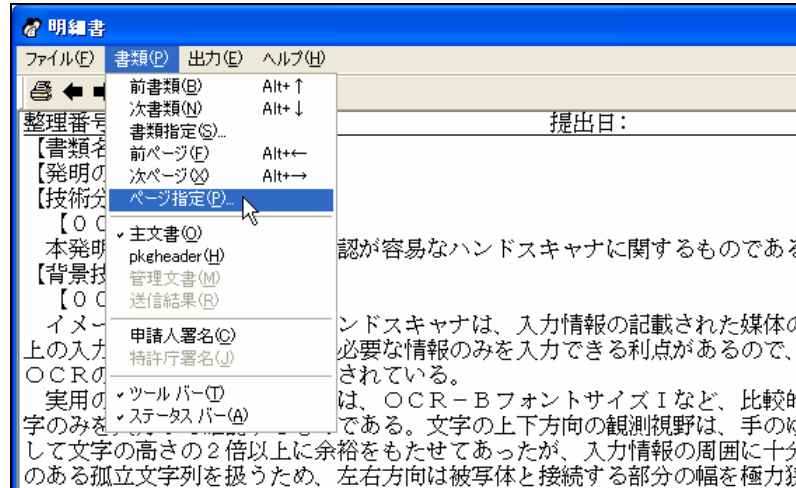 明細書
ファイル(F) 書類(P) 出力(E) ヘルプ(H)
前書類(B) Alt+↑
次書類(N) Alt+↓
書類指定(S)...
前ページ(F) Alt+←
次ページ(X) Alt+→
ページ指定(P)...
✓主文書(O)
pkgheader(H)
管理文書(M)
送信結果(R)
申請人署名(C)
特許庁署名(J)
✓ツール バー(T)
✓ステータス バー(A)
整理番号 提出日:
【書類名
【発明の
【技術分
【００
本発明 認が容易なハンドスキャナに関するものである
【背景技
【００
イメー ンドスキャナは、入力情報の記載された媒体の
上の入力 必要な情報のみを入力できる利点があるので、
ＯＣＲの されている。
実用の は、ＯＣＲ－ＢフォントサイズＩなど、比較的
字のみを である。文字の上下方向の観測視野は、手のゆ
して文字の高さの２倍以上に余裕をもたせてあったが、入力情報の周囲に十分
のある孤立文字列を扱うため、左右方向は被写体と接続する部分の幅を極力狭